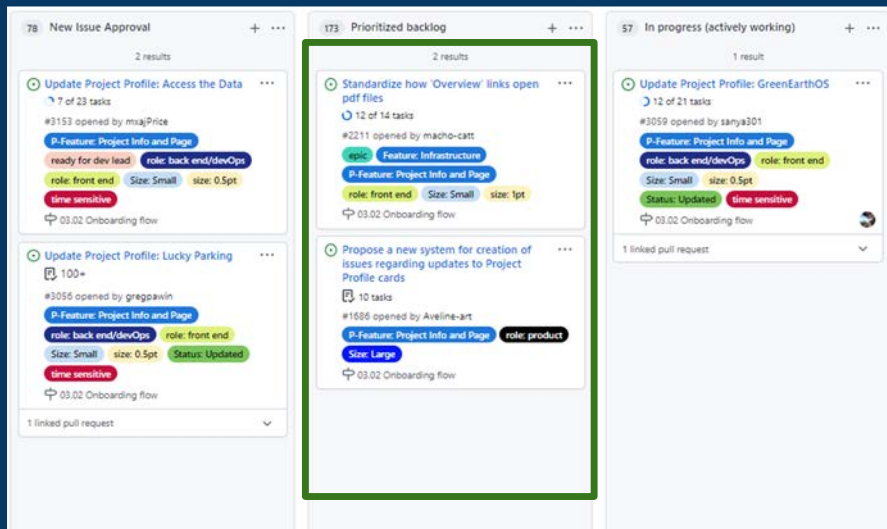 78 New Issue Approval
2 results
Update Project Profile: Access the Data
7 of 23 tasks
#3153 opened by mxajPrice
P-Feature: Project Info and Page
ready for dev lead role: back end/devOps
role: front end Size: Small size: 0.5pt
time sensitive
03.02 Onboarding flow
Update Project Profile: Lucky Parking
100+
#3056 opened by gregpawin
P-Feature: Project Info and Page
role: back end/devOps role: front end
Size: Small size: 0.5pt Status: Updated
time sensitive
03.02 Onboarding flow
1 linked pull request
173 Prioritized backlog
2 results
Standardize how 'Overview' links open
pdf files
12 of 14 tasks
#2211 opened by macho-catt
epic Feature: Infrastructure
P-Feature: Project Info and Page
role: front end Size: Small size: 1pt
03.02 Onboarding flow
Propose a new system for creation of
issues regarding updates to Project
Profile cards
10 tasks
#1686 opened by Aveline-art
P-Feature: Project Info and Page role: product
Size: Large
03.02 Onboarding flow
57 In progress (actively working)
1 result
Update Project Profile: GreenEarthOS
12 of 21 tasks
#3059 opened by sanya301
P-Feature: Project Info and Page
role: back end/devOps role: front end
Size: Small size: 0.5pt
Status: Updated time sensitive
03.02 Onboarding flow
1 linked pull request